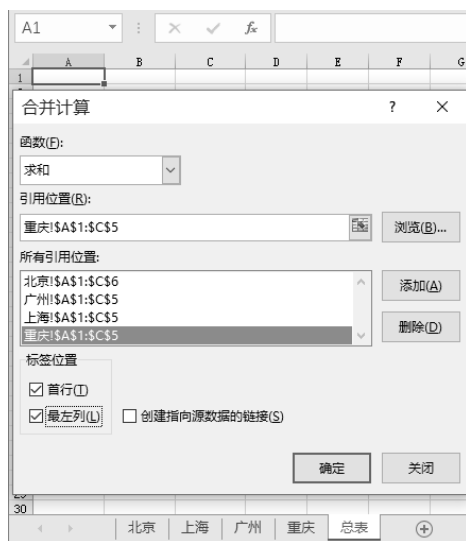 A1
fx
A B C D E F G
1
合并计算 ? ×
函数(F):
求和
引用位置(R):
重庆!$A$1:$C$5
浏览(B)...
所有引用位置:
北京!$A$1:$C$6
广州!$A$1:$C$5
上海!$A$1:$C$5
重庆!$A$1:$C$5
添加(A)
删除(D)
标签位置
首行(T)
最左列(L)
创建指向源数据的链接(S)
确定
关闭
30
北京 上海 广州 重庆 总表